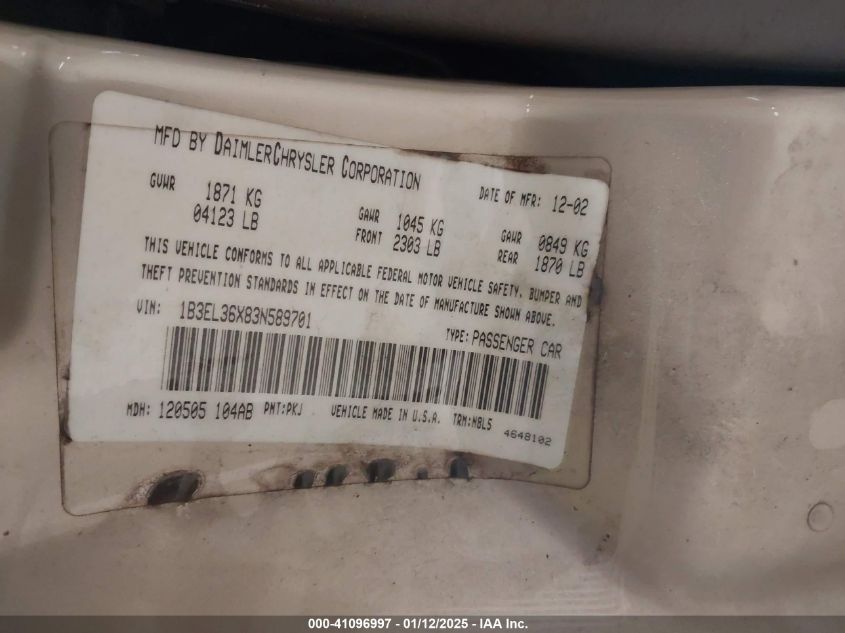 MFD BY DAIMLERCHRYSLER CORPORATION
DATE OF MFR: 12-02
GVWR 1871 KG
04123 LB
GAWR FRONT 1045 KG
2303 LB
GAWR REAR 0849 KG
1870 LB
THIS VEHICLE CONFORMS TO ALL APPLICABLE FEDERAL MOTOR VEHICLE SAFETY, BUMPER AND
THEFT PREVENTION STANDARDS IN EFFECT ON THE DATE OF MANUFACTURE SHOWN ABOVE.
VIN: 1B3EL36X83N589701
TYPE: PASSENGER CAR
MDH: 120505 104AB PNT:PKJ VEHICLE MADE IN U.S.A. TRM:M8L5
4648102
000-41096997 - 01/12/2025 - IAA Inc.